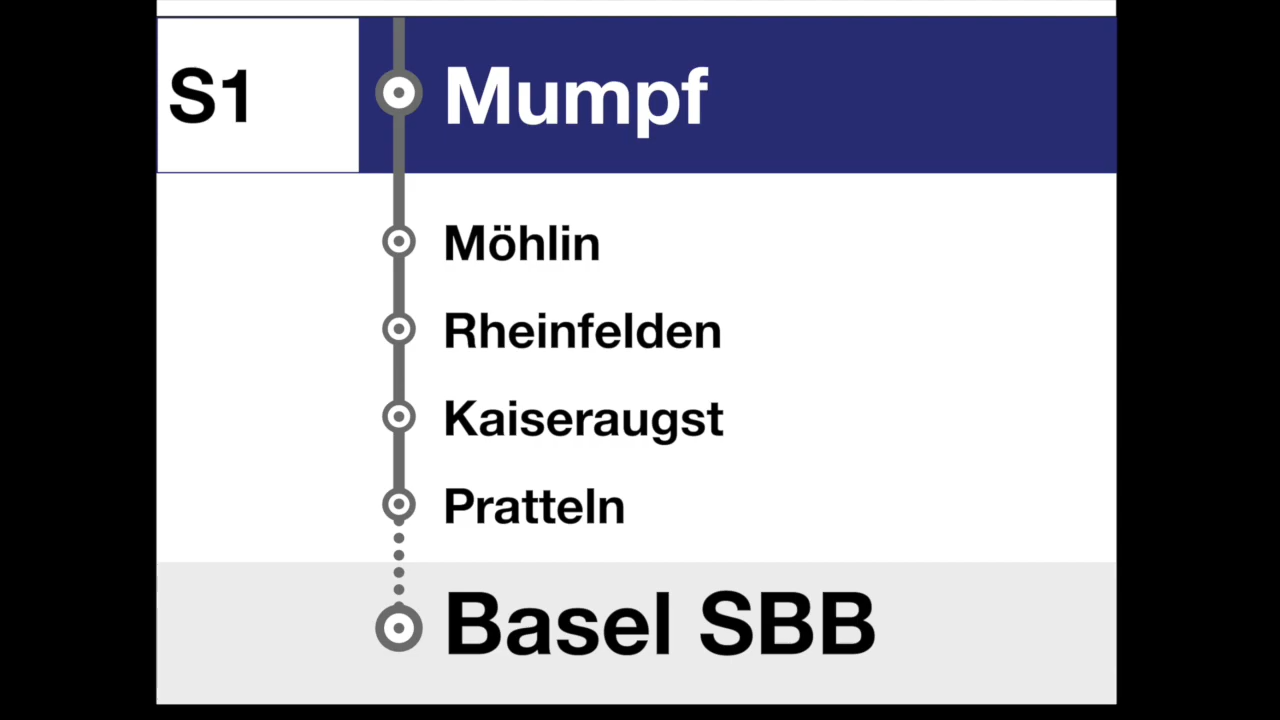 S1 Mumpf
Möhlin
Rheinfelden
Kaiseraugst
Pratteln
Basel SBB